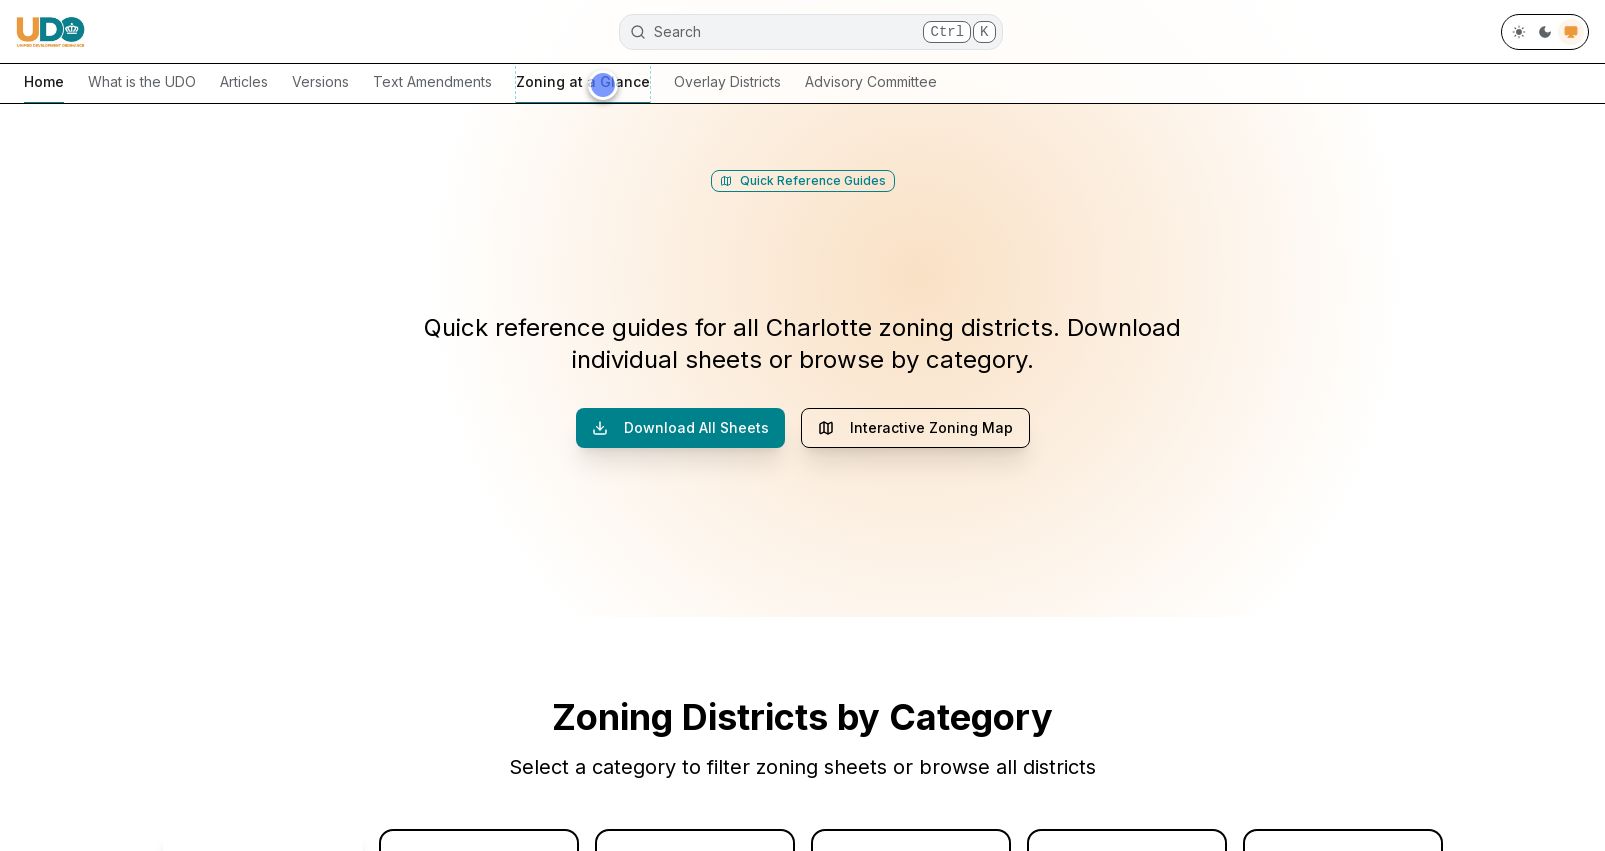 UDO
UNIFIED DEVELOPMENT ORDINANCE
Search
Ctrl K
Home What is the UDO Articles Versions Text Amendments Zoning at a Glance Overlay Districts Advisory Committee
Quick Reference Guides
Quick reference guides for all Charlotte zoning districts. Download
individual sheets or browse by category.
Download All Sheets Interactive Zoning Map
Zoning Districts by Category
Select a category to filter zoning sheets or browse all districts